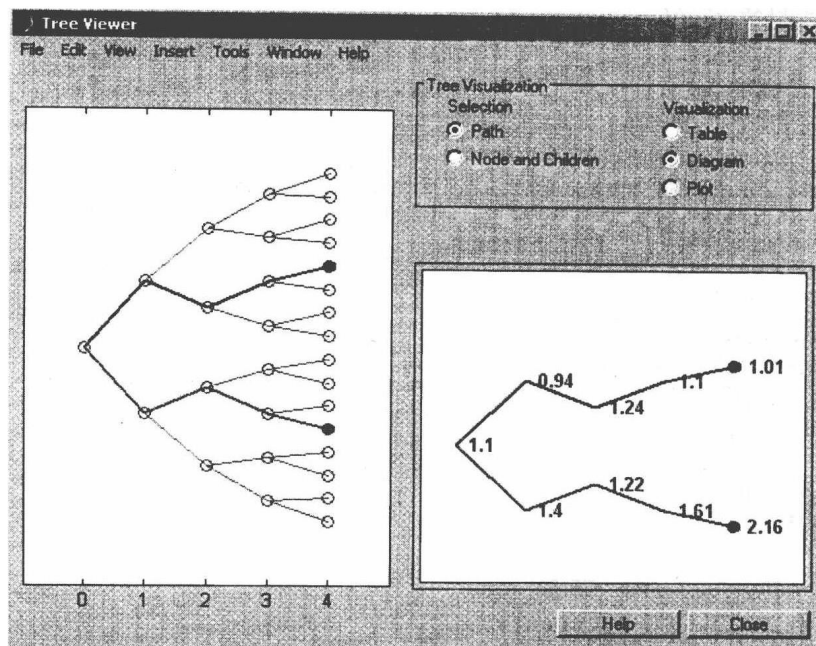 Tree Viewer
File Edit View Insert Tools Window Help
Tree Visualization
Selection
Visualization
Path
Table
Node and Children
Diagram
Plot
0.94
1.1
1.01
1.24
1.1
1.22
1.4
1.61
2.16
0 1 2 3 4
Help
Close